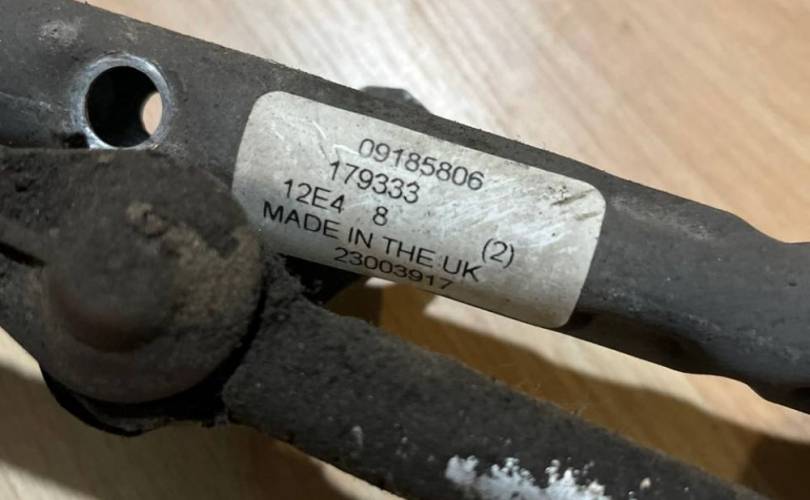 09185806
179333
12E4 8
MADE IN THE UK (2)
23003917